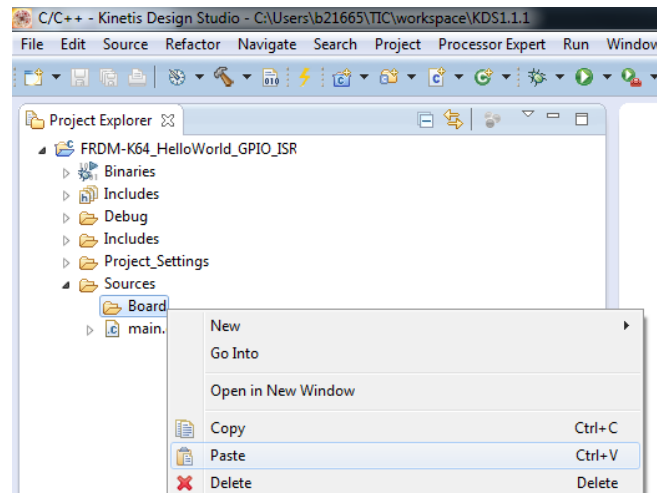 C/C++ - Kinetis Design Studio - C:\Users\b21665\TIC\workspace\KDS1.1.1
File Edit Source Refactor Navigate Search Project Processor Expert Run Window
010
Project Explorer
FRDM-K64_HelloWorld_GPIO_ISR
Binaries
Includes
Debug
Includes
Project_Settings
Sources
Board
main.
New
Go Into
Open in New Window
Copy Ctrl+C
Paste Ctrl+V
Delete Delete